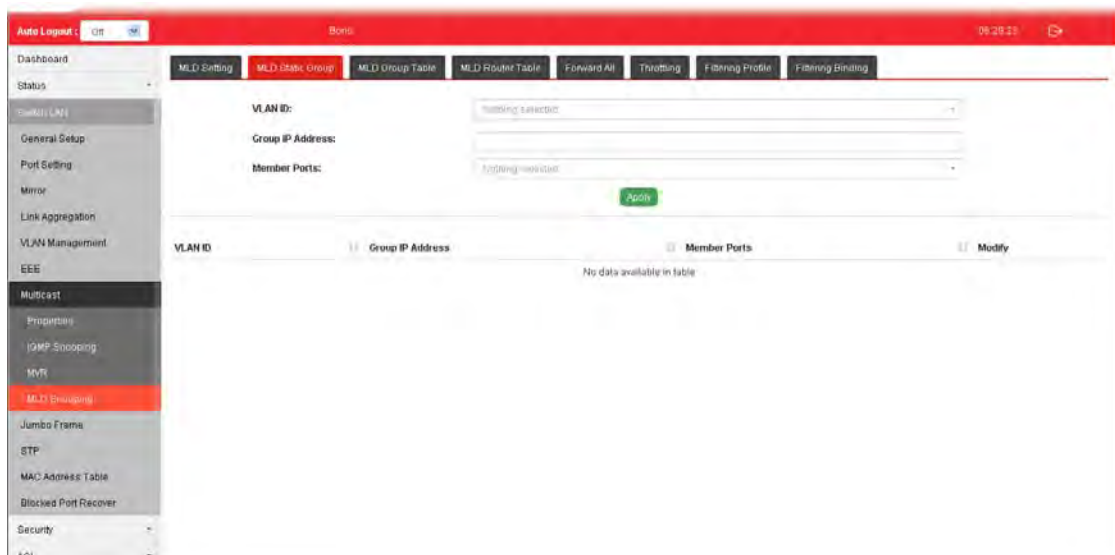 Auto Logout : Off
Dashboard
Status
Switch LAN
General Setup
Port Setting
Mirror
Link Aggregation
VLAN Management
EEE
Multicast
Properties
IGMP Snooping
MVR
MLD Snooping
Jumbo Frame
STP
MAC Address Table
Blocked Port Recover
Security
ACL
MLD Setting
MLD Static Group
MLD Group Table
MLD Router Table
Forward All
Throttling
Filtering Profile
Filtering Binding
VLAN ID:
Nothing selected
Group IP Address:
Member Ports:
Nothing selected
Apply
VLAN ID
Group IP Address
Member Ports
Modify
No data available in table